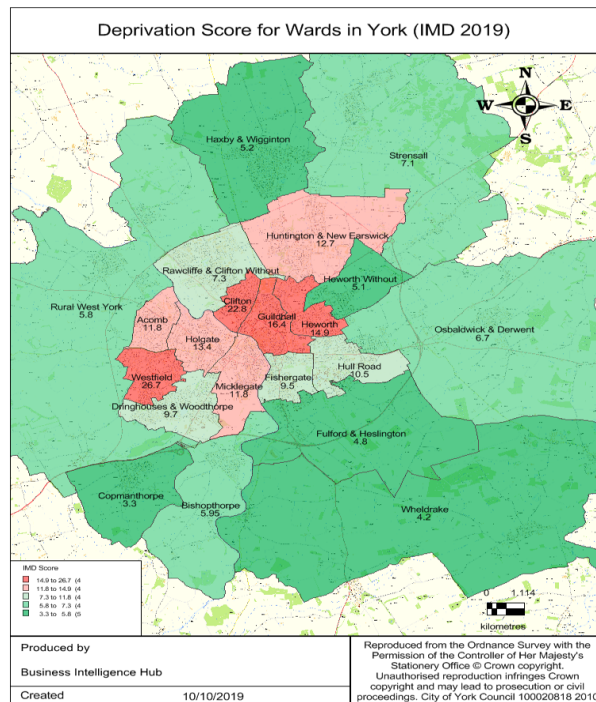 Deprivation Score for Wards in York (IMD 2019)
N
W
E
S
Haxby & Wigginton
5.2
Strensall
7.1
Huntington & New Earswick
12.7
Rawcliffe & Clifton Without
7.3
Heworth Without
5.1
Rural West York
5.8
Clifton
22.8
Guildhall
16.4
Heworth
14.9
Acomb
11.8
Holgate
13.4
Osbaldwick & Derwent
6.7
Westfield
26.7
Micklegate
11.8
Fishergate
9.5
Hull Road
10.5
Dringhouses & Woodthorpe
9.7
Fulford & Heslington
4.8
Copmanthorpe
3.3
Bishopthorpe
5.95
Wheldrake
4.2
IMD Score
14.9 to 26.7 (4
11.8 to 14.9 (4
7.3 to 11.8 (4
5.8 to 7.3 (4
3.3 to 5.8 (5
0 1.114
kilometres
Produced by
Business Intelligence Hub
Created 10/10/2019
Reproduced from the Ordnance Survey with the
Permission of the Controller of Her Majesty's
Stationery Office © Crown copyright.
Unauthorised reproduction infringes Crown
copyright and may lead to prosecution or civil
proceedings. City of York Council 100020818 2010